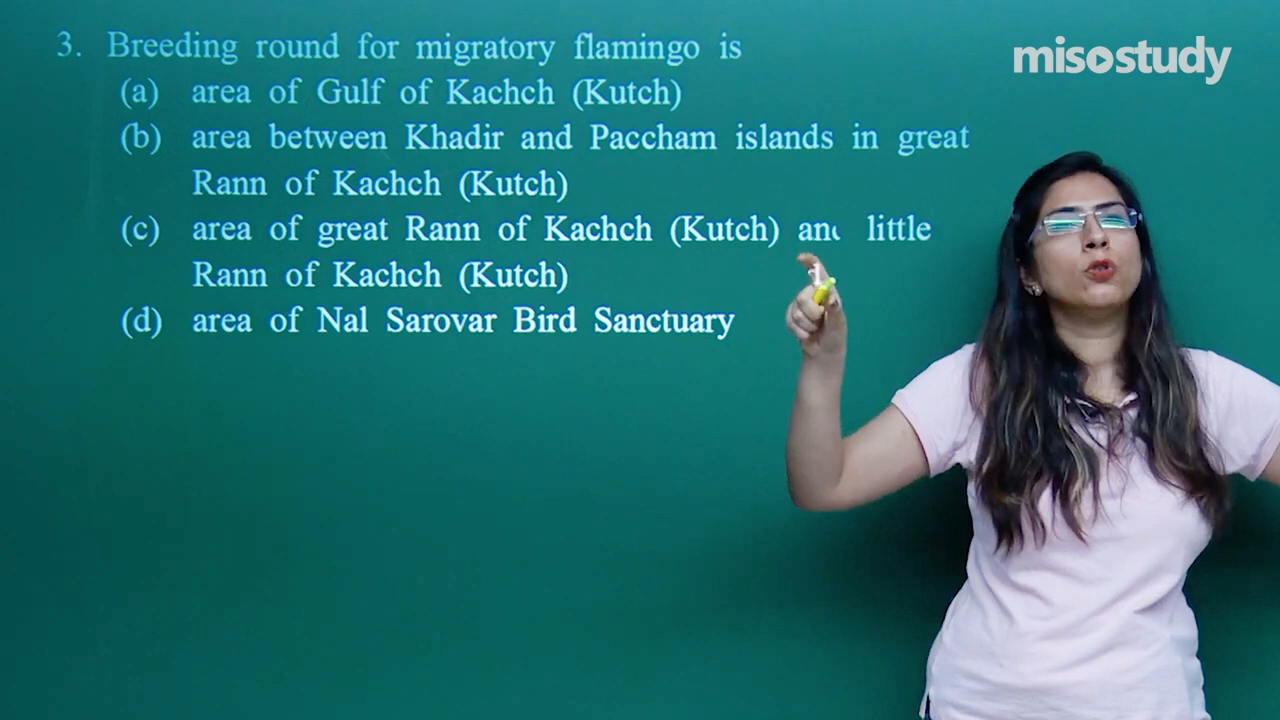 misostudy
3. Breeding round for migratory flamingo is
(a) area of Gulf of Kachch (Kutch)
(b) area between Khadir and Paccham islands in great
Rann of Kachch (Kutch)
(c) area of great Rann of Kachch (Kutch) and little
Rann of Kachch (Kutch)
(d) area of Nal Sarovar Bird Sanctuary